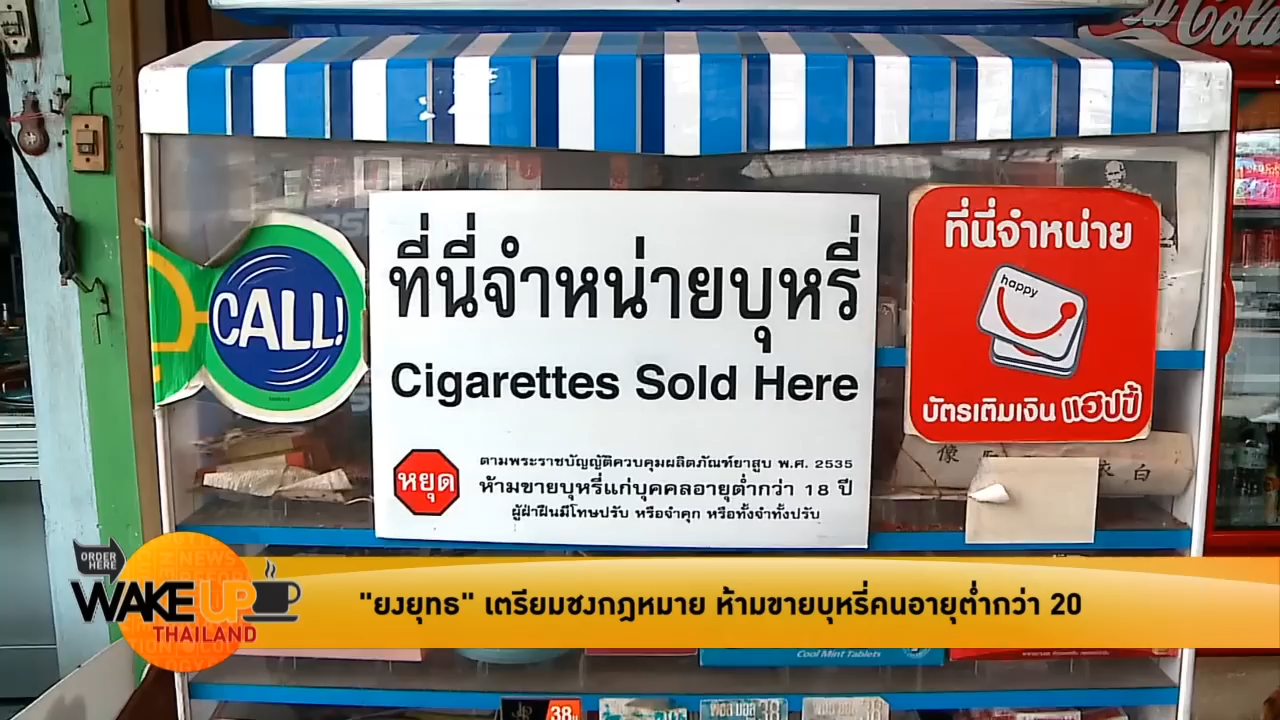 Cola
CALL!
ที่นี่จำหน่ายบุหรี่
Cigarettes Sold Here
หยุด
ตามพระราชบัญญัติควบคุมผลิตภัณฑ์ยาสูบ พ.ศ. 2535
ห้ามขายบุหรี่แก่บุคคลอายุต่ำกว่า 18 ปี
ผู้ฝ่าฝืนมีโทษปรับ หรือจำคุก หรือทั้งจำทั้งปรับ
ที่นี่จำหน่าย
happy
บัตรเติมเงิน แฮปปี้
白
ORDER
HERE
WAKE UP
THAILAND
"ยงยุทธ" เตรียมชงกฎหมาย ห้ามขายบุหรี่คนอายุต่ำกว่า 20
Cool Mint Tablets
38
38
38